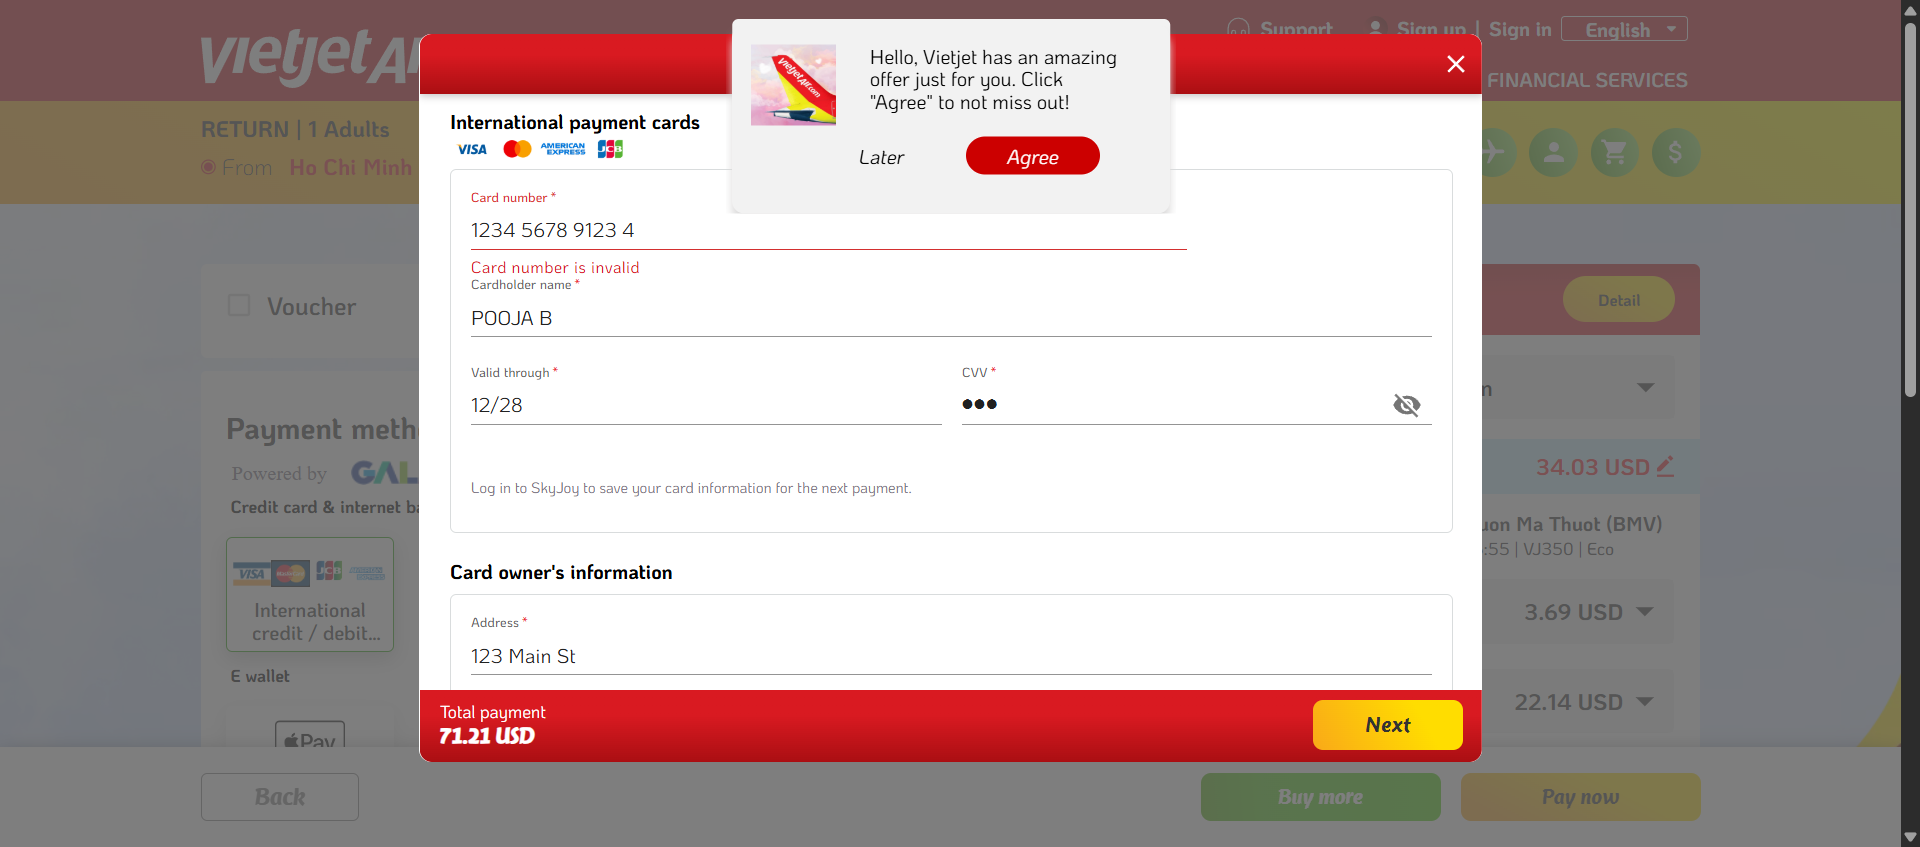 vietjet
Support
Sign up | Sign in
English
FINANCIAL SERVICES
Hello, Vietjet has an amazing
offer just for you. Click
"Agree" to not miss out!
Later
Agree
vietjetAir.com
RETURN | 1 Adults
From Ho Chi Minh
International payment cards
VISA
AMERICAN EXPRESS
JCB
Card number *
1234 5678 9123 4
Card number is invalid
Cardholder name *
POOJA B
Valid through *
12/28
CVV *
Log in to SkyJoy to save your card information for the next payment.
Card owner's information
Address *
123 Main St
Total payment
71.21 USD
Next
Voucher
Payment meth
Powered by GAL
Credit card & internet ba
VISA
JCB
International
credit / debit...
E wallet
Pay
Detail
$
34.03 USD
uon Ma Thuot (BMV)
:55 | VJ350 | Eco
3.69 USD
22.14 USD
Back
Buy more
Pay now